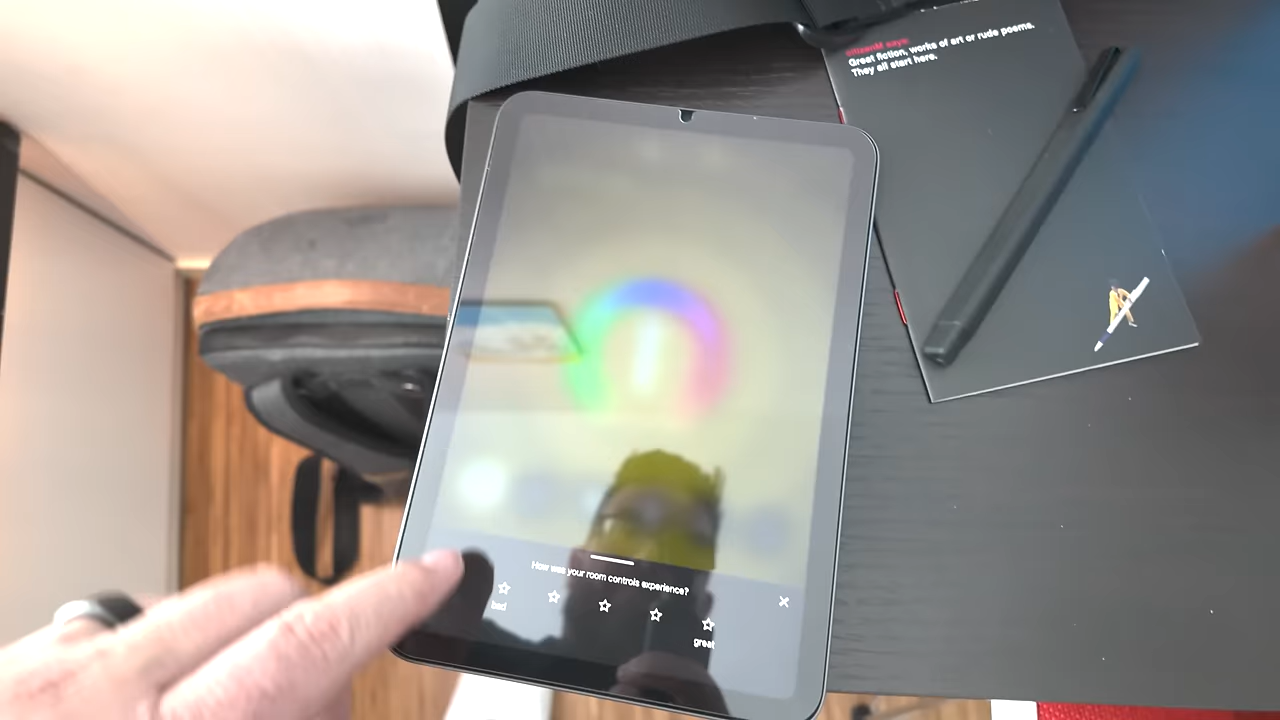 citizenM says:
Great fiction, works of art or rude poems.
They all start here.
How was your room controls experience?
bad
great